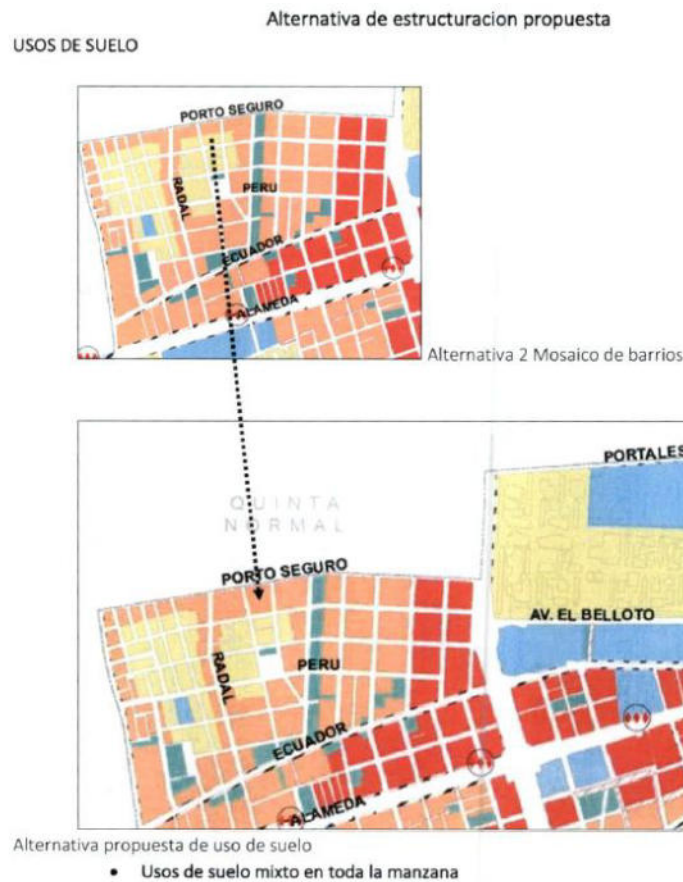 Alternativa de estructuracion propuesta
USOS DE SUELO
PORTO SEGURO
RADAL
PERU
ECUADOR
ALAMEDA
Alternativa 2 Mosaico de barrios
PORTALES
QUINTA
NORMAL
PORTO SEGURO
AV. EL BELLOTO
RADAL
PERU
ECUADOR
ALAMEDA
Alternativa propuesta de uso de suelo
• Usos de suelo mixto en toda la manzana